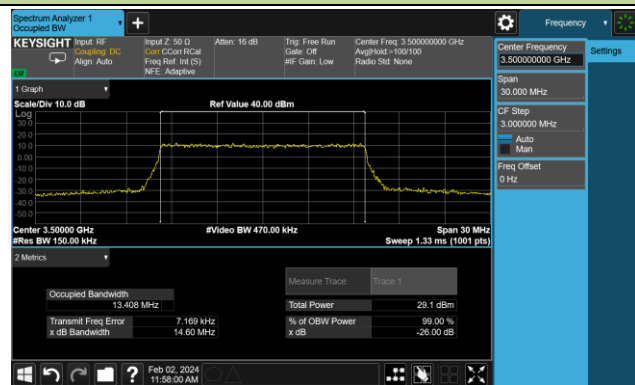 Spectrum Analyzer 1
Occupied BW
Frequency
KEYSIGHT
Input: RF
Coupling: DC
Align: Auto
Input Z: 50 Ω
Corr CCorr RCal
Freq Ref: Int (S)
NFE: Adaptive
Atten: 16 dB
Trig: Free Run
Gate: Off
#IF Gain: Low
Center Freq: 3.500000000 GHz
Avg|Hold:>100/100
Radio Std: None
Center Frequency
3.500000000 GHz
Settings
Span
30.000 MHz
CF Step
3.000000 MHz
Auto
Man
Freq Offset
0 Hz
1 Graph
Scale/Div 10.0 dB
Ref Value 40.00 dBm
Log
30.0
20.0
10.0
0.00
-10.0
-20.0
-30.0
-40.0
-50.0
Center 3.50000 GHz
#Video BW 470.00 kHz
Span 30 MHz
#Res BW 150.00 kHz
Sweep 1.33 ms (1001 pts)
2 Metrics
Measure Trace
Trace 1
Occupied Bandwidth
13.408 MHz
Total Power
29.1 dBm
Transmit Freq Error
7.169 kHz
% of OBW Power
99.00 %
x dB Bandwidth
14.60 MHz
x dB
-26.00 dB
?
Feb 02, 2024
11:58:00 AM